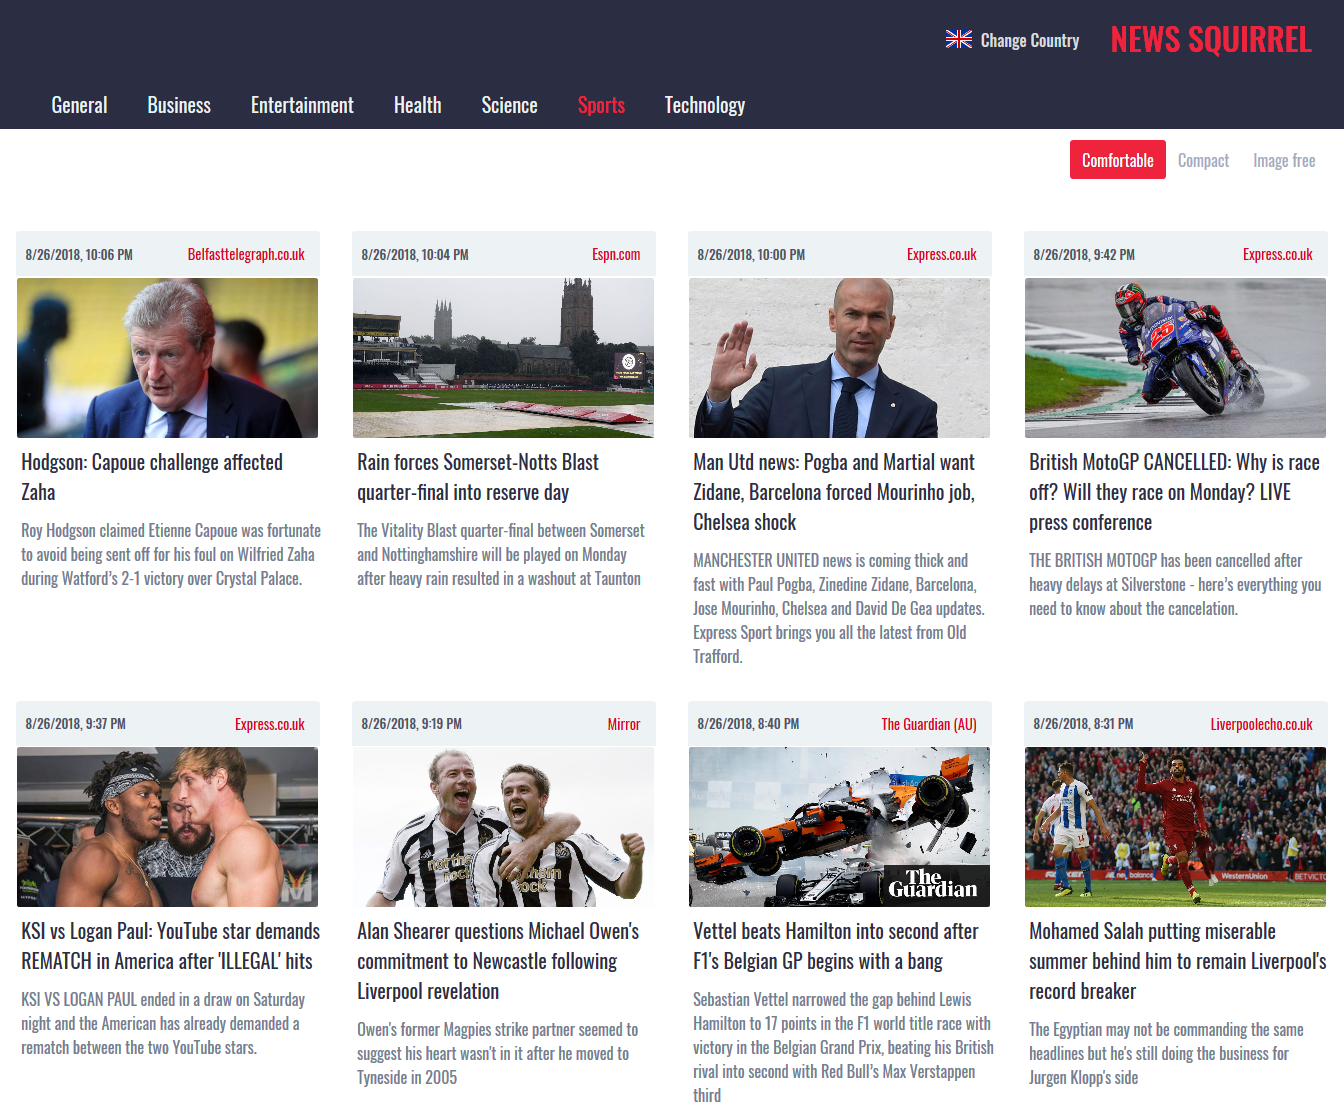 Change Country
NEWS SQUIRREL
General Business Entertainment Health Science Sports Technology
Comfortable Compact Image free
8/26/2018, 10:06 PM Belfasttelegraph.co.uk
Hodgson: Capoue challenge affected
Zaha
Roy Hodgson claimed Etienne Capoue was fortunate
to avoid being sent off for his foul on Wilfried Zaha
during Watford’s 2-1 victory over Crystal Palace.
8/26/2018, 10:04 PM Espn.com
Rain forces Somerset-Notts Blast
quarter-final into reserve day
The Vitality Blast quarter-final between Somerset
and Nottinghamshire will be played on Monday
after heavy rain resulted in a washout at Taunton
8/26/2018, 10:00 PM Express.co.uk
Man Utd news: Pogba and Martial want
Zidane, Barcelona forced Mourinho job,
Chelsea shock
MANCHESTER UNITED news is coming thick and
fast with Paul Pogba, Zinedine Zidane, Barcelona,
Jose Mourinho, Chelsea and David De Gea updates.
Express Sport brings you all the latest from Old
Trafford.
8/26/2018, 9:42 PM Express.co.uk
25
British MotoGP CANCELLED: Why is race
off? Will they race on Monday? LIVE
press conference
THE BRITISH MOTOGP has been cancelled after
heavy delays at Silverstone - here’s everything you
need to know about the cancelation.
8/26/2018, 9:37 PM Express.co.uk
KSI vs Logan Paul: YouTube star demands
REMATCH in America after 'ILLEGAL' hits
KSI VS LOGAN PAUL ended in a draw on Saturday
night and the American has already demanded a
rematch between the two YouTube stars.
8/26/2018, 9:19 PM Mirror
northern
rock
Alan Shearer questions Michael Owen's
commitment to Newcastle following
Liverpool revelation
Owen's former Magpies strike partner seemed to
suggest his heart wasn't in it after he moved to
Tyneside in 2005
8/26/2018, 8:40 PM The Guardian (AU)
The
Guardian
Vettel beats Hamilton into second after
F1's Belgian GP begins with a bang
Sebastian Vettel narrowed the gap behind Lewis
Hamilton to 17 points in the F1 world title race with
victory in the Belgian Grand Prix, beating his British
rival into second with Red Bull’s Max Verstappen
third
8/26/2018, 8:31 PM Liverpoolecho.co.uk
14
new balance WesternUnion BETVICTOR
Mohamed Salah putting miserable
summer behind him to remain Liverpool's
record breaker
The Egyptian may not be commanding the same
headlines but he's still doing the business for
Jurgen Klopp's side